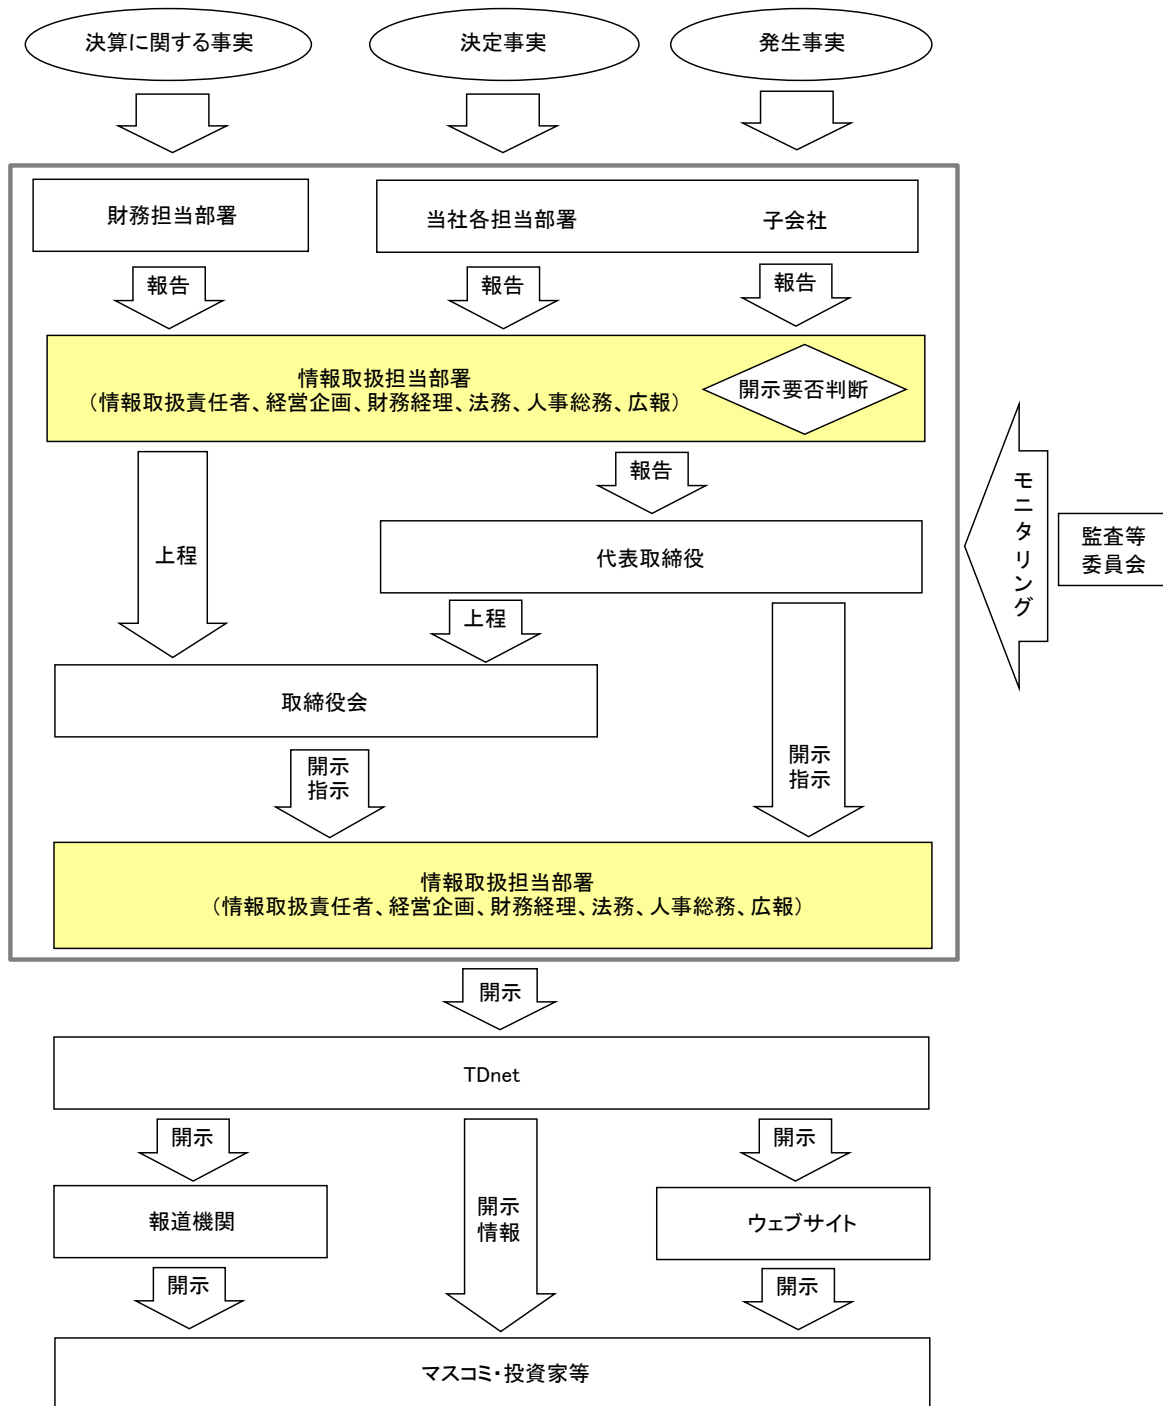 決算に関する事実
決定事実
発生事実
財務担当部署
当社各担当部署
子会社
報告
報告
報告
情報取扱担当部署
（情報取扱責任者、経営企画、財務経理、法務、人事総務、広報）
開示要否判断
報告
上程
代表取締役
モニタリング
監査等
委員会
上程
取締役会
開示
指示
開示
指示
情報取扱担当部署
（情報取扱責任者、経営企画、財務経理、法務、人事総務、広報）
開示
TDnet
開示
開示
報道機関
開示
情報
ウェブサイト
開示
開示
マスコミ・投資家等